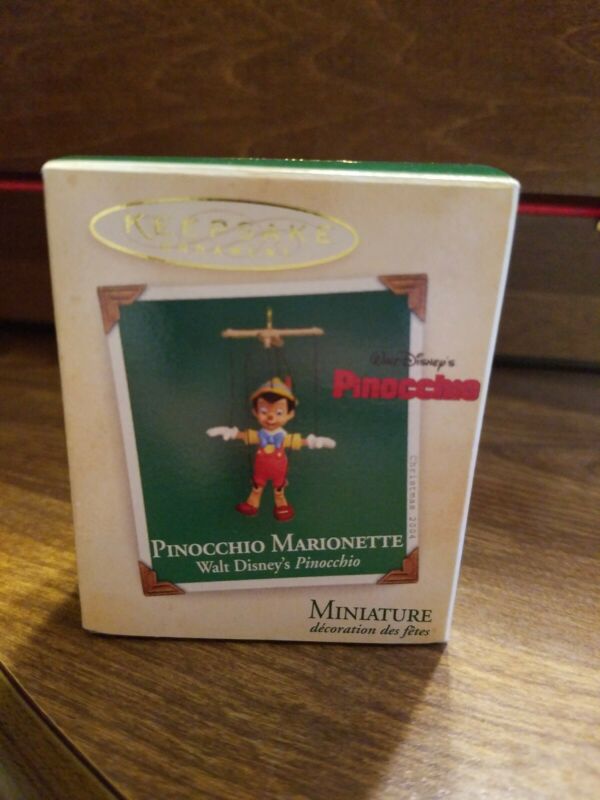 KEEPSAKE
ORNAMENT
Walt Disney's
Pinocchio
Christmas 2004
PINOCCHIO MARIONETTE
Walt Disney's Pinocchio
MINIATURE
décoration des fêtes